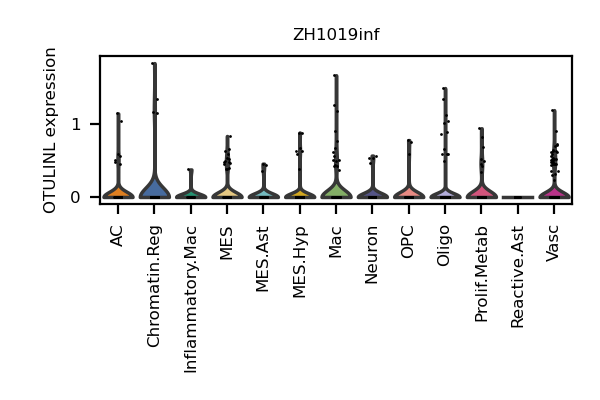 ZH1019inf
OTULINL expression
1
0
AC
Chromatin.Reg
Inflammatory.Mac
MES
MES.Ast
MES.Hyp
Mac
Neuron
OPC
Oligo
Prolif.Metab
Reactive.Ast
Vasc